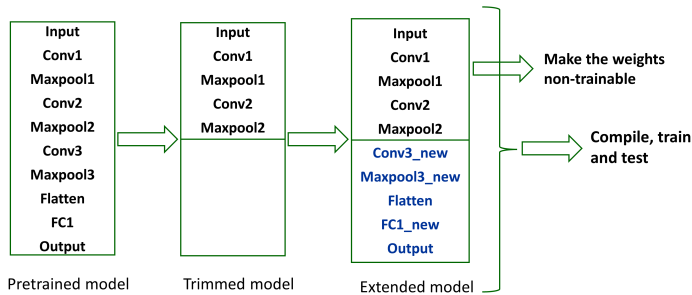 Input
Conv1
Maxpool1
Conv2
Maxpool2
Conv3
Maxpool3
Flatten
FC1
Output
Pretrained model
Input
Conv1
Maxpool1
Conv2
Maxpool2
Trimmed model
Input
Conv1
Maxpool1
Conv2
Maxpool2
Conv3_new
Maxpool3_new
Flatten
FC1_new
Output
Extended model
Make the weights
non-trainable
Compile, train
and test